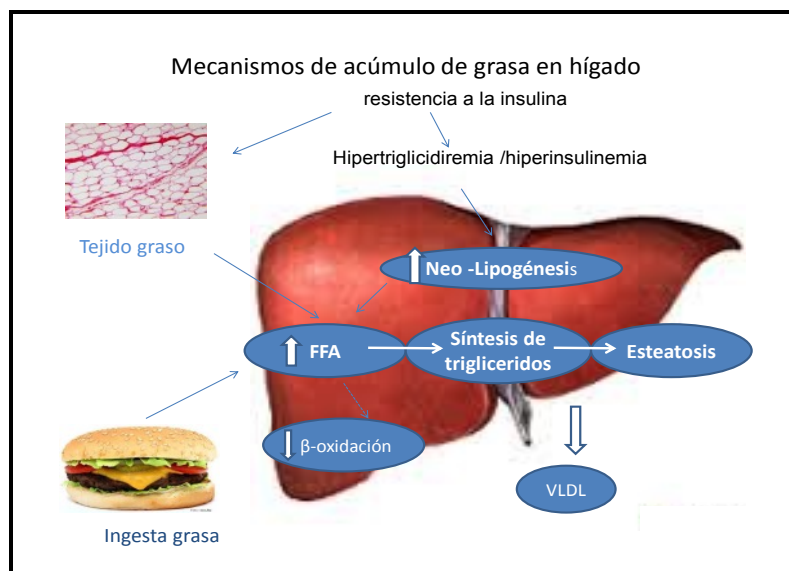 Mecanismos de acúmulo de grasa en hígado
resistencia a la insulina
Hipertriglicidiremia /hiperinsulinemia
Tejido graso
Neo -Lipogénesis
FFA
Síntesis de
trigliceridos
Esteatosis
β-oxidación
VLDL
Ingesta grasa